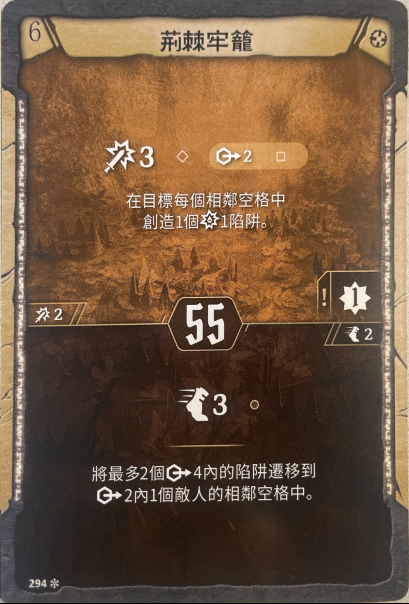 6
荊棘牢籠
3
2
在目標每個相鄰空格中
創造1個1陷阱。
2
55
! 1
2
3
將最多2個4內的陷阱遷移到
2內1個敵人的相鄰空格中。
294